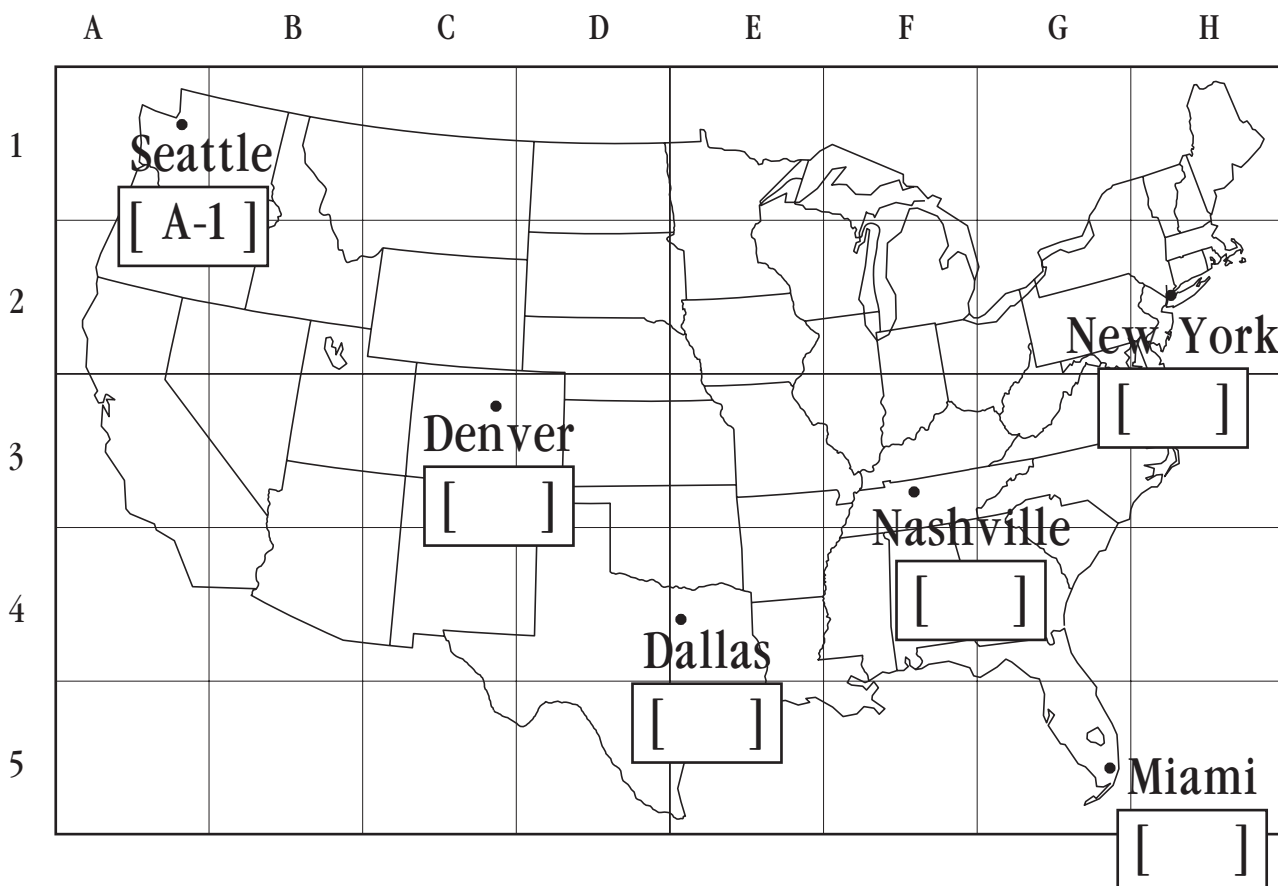 A B C D E F G H
1
Seattle
[ A-1 ]
2
New York
[ ]
3
Denver
[ ]
Nashville
[ ]
4
Dallas
[ ]
5
Miami
[ ]